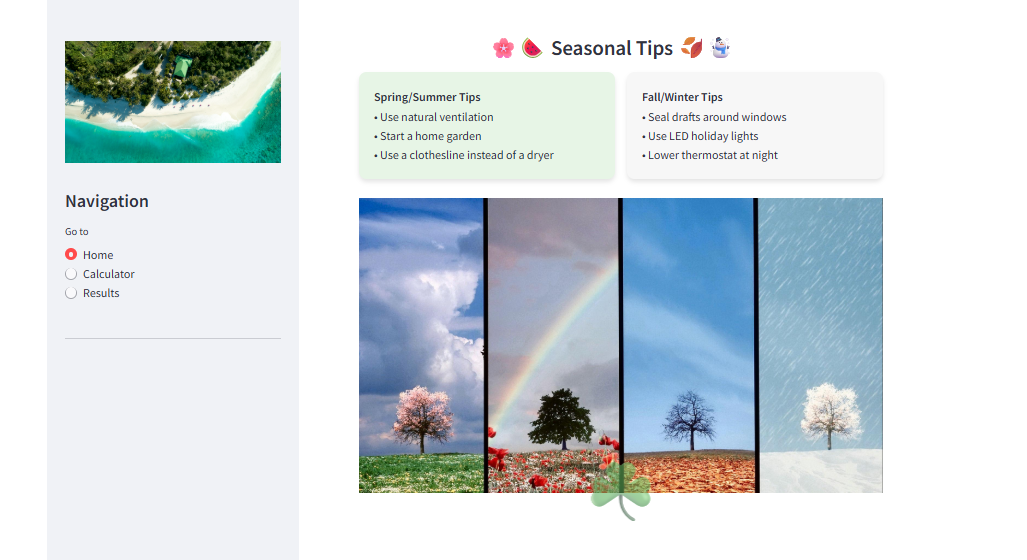 Navigation
Go to
Home
Calculator
Results
🌸 🍉 Seasonal Tips 🍂 ⛄
Spring/Summer Tips
• Use natural ventilation
• Start a home garden
• Use a clothesline instead of a dryer
Fall/Winter Tips
• Seal drafts around windows
• Use LED holiday lights
• Lower thermostat at night